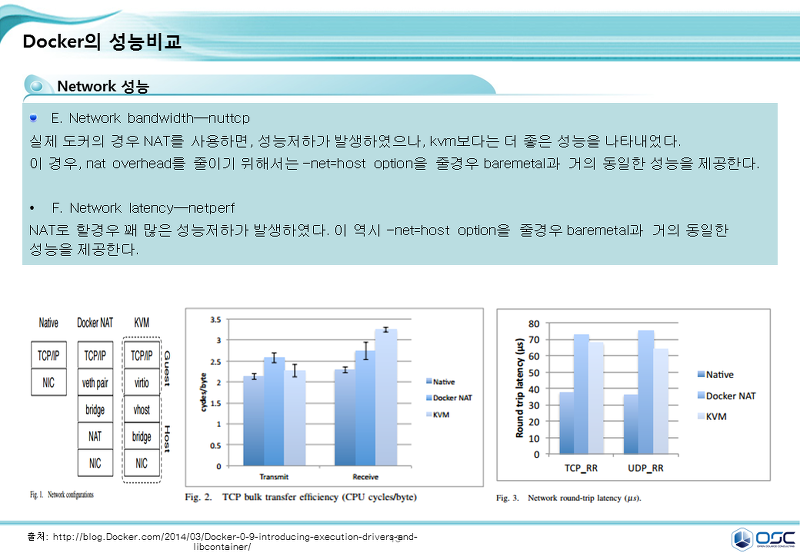 Docker의 성능비교
Network 성능
E. Network bandwidth—nuttcp
실제 도커의 경우 NAT를 사용하면, 성능저하가 발생하였으나, kvm보다는 더 좋은 성능을 나타내었다.
이 경우, nat overhead를 줄이기 위해서는 –net=host option을 줄경우 baremetal과 거의 동일한 성능을 제공한다.
• F. Network latency—netperf
NAT로 할경우 꽤 많은 성능저하가 발생하였다. 이 역시 –net=host option을 줄경우 baremetal과 거의 동일한
성능을 제공한다.
Native Docker NAT KVM
TCP/IP TCP/IP TCP/IP
NIC veth pair virtio
Guest
bridge vhost
NAT bridge
NIC NIC
Host
Fig. 1. Network configurations
3.5
3
2.5
2
1.5
1
0.5
0
cycles/byte
Transmit Receive
Native
Docker NAT
KVM
Fig. 2. TCP bulk transfer efficiency (CPU cycles/byte)
80
70
60
50
40
30
20
10
0
Round trip latency (µs)
TCP_RR UDP_RR
Native
Docker NAT
KVM
Fig. 3. Network round-trip latency (µs).
출처: http://blog.Docker.com/2014/03/Docker-0-9-introducing-execution-drivers-and-
libcontainer/
OSC